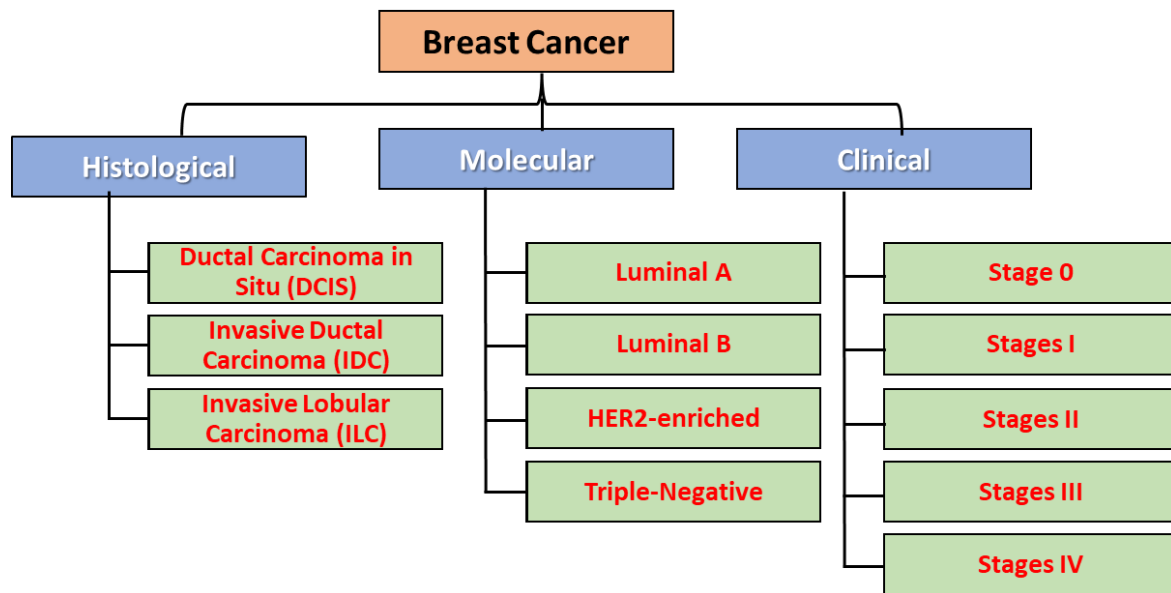 Breast Cancer
Histological
Molecular
Clinical
Ductal Carcinoma in
Situ (DCIS)
Invasive Ductal
Carcinoma (IDC)
Invasive Lobular
Carcinoma (ILC)
Luminal A
Luminal B
HER2-enriched
Triple-Negative
Stage 0
Stages I
Stages II
Stages III
Stages IV